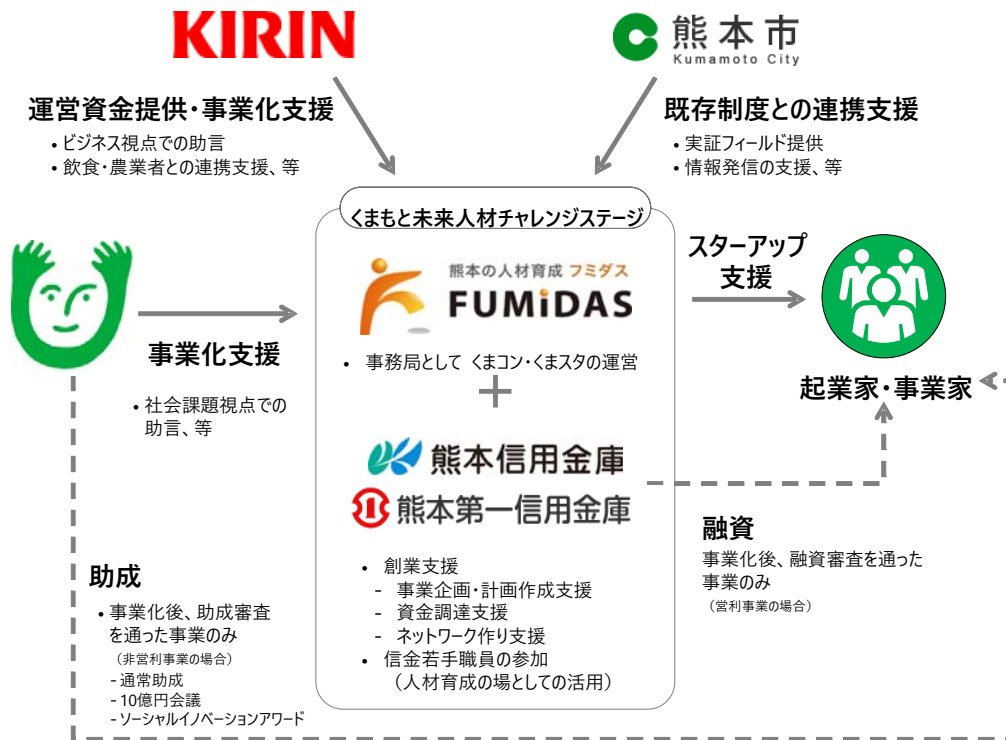 KIRIN
熊本市
Kumamoto City
運営資金提供・事業化支援
• ビジネス視点での助言
• 飲食・農業者との連携支援、等
既存制度との連携支援
• 実証フィールド提供
• 情報発信の支援、等
くまもと未来人材チャレンジステージ
熊本の人材育成 フミダス
FUMiDAS
• 事務局として くまコン・くまスタの運営
+
熊本信用金庫
熊本第一信用金庫
• 創業支援
- 事業企画・計画作成支援
- 資金調達支援
- ネットワーク作り支援
• 信金若手職員の参加
（人材育成の場としての活用）
事業化支援
• 社会課題視点での
助言、等
スターアップ
支援
起業家・事業家
助成
• 事業化後、助成審査
を通った事業のみ
（非営利事業の場合）
- 通常助成
- 10億円会議
- ソーシャルイノベーションアワード
融資
事業化後、融資審査を通った
事業のみ
（営利事業の場合）